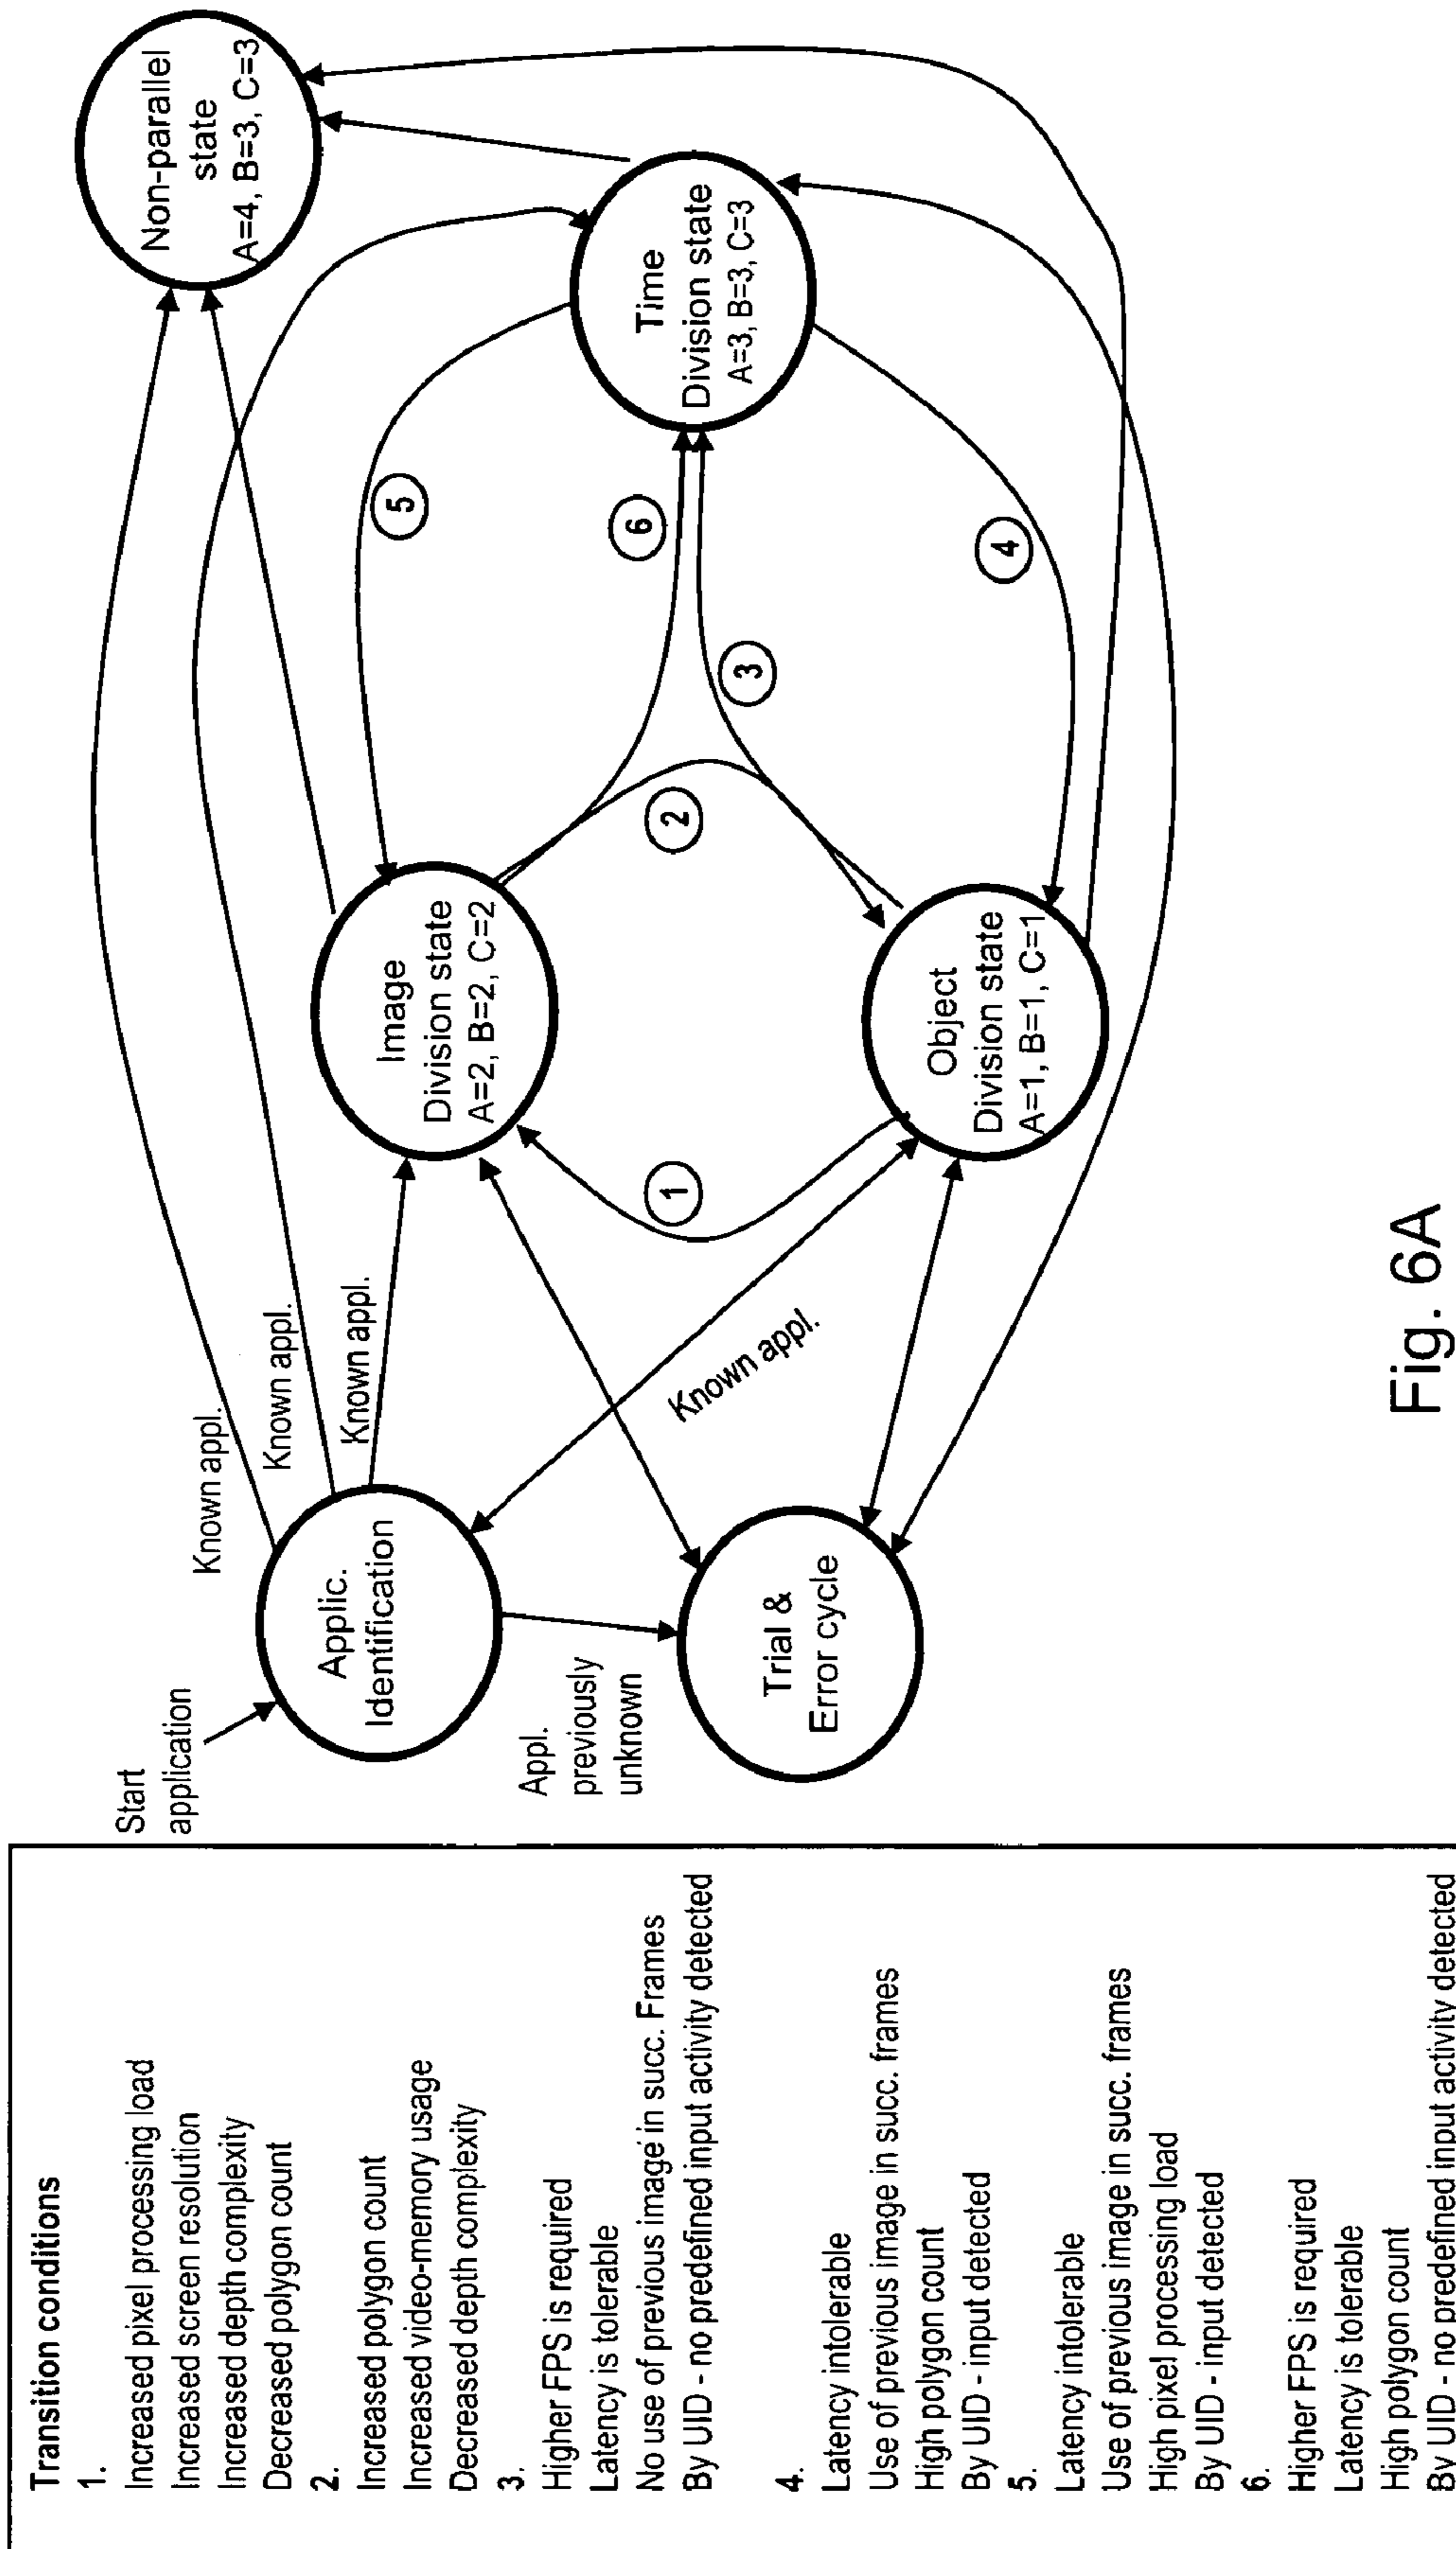 Transition conditions
1.
Increased pixel processing load
Increased screen resolution
Increased depth complexity
Decreased polygon count
2.
Increased polygon count
Increased video-memory usage
Decreased depth complexity
3.
Higher FPS is required
Latency is tolerable
No use of previous image in succ. Frames
By UID - no predefined input activity detected
4.
Latency intolerable
Use of previous image in succ. frames
High polygon count
By UID - input detected
5.
Latency intolerable
Use of previous image in succ. frames
High pixel processing load
By UID - input detected
6.
Higher FPS is required
Latency is tolerable
High polygon count
By UID - no predefined input activity detected
Start
application
Applic.
Identification
Appl.
previously
unknown
Trial &
Error cycle
Known appl.
Known appl.
Known appl.
Known appl.
Image
Division state
A=2, B=2, C=2
Object
Division state
A=1, B=1, C=1
Time
Division state
A=3, B=3, C=3
Non-parallel
state
A=4, B=3, C=3
1
2
3
4
5
6
Fig. 6A